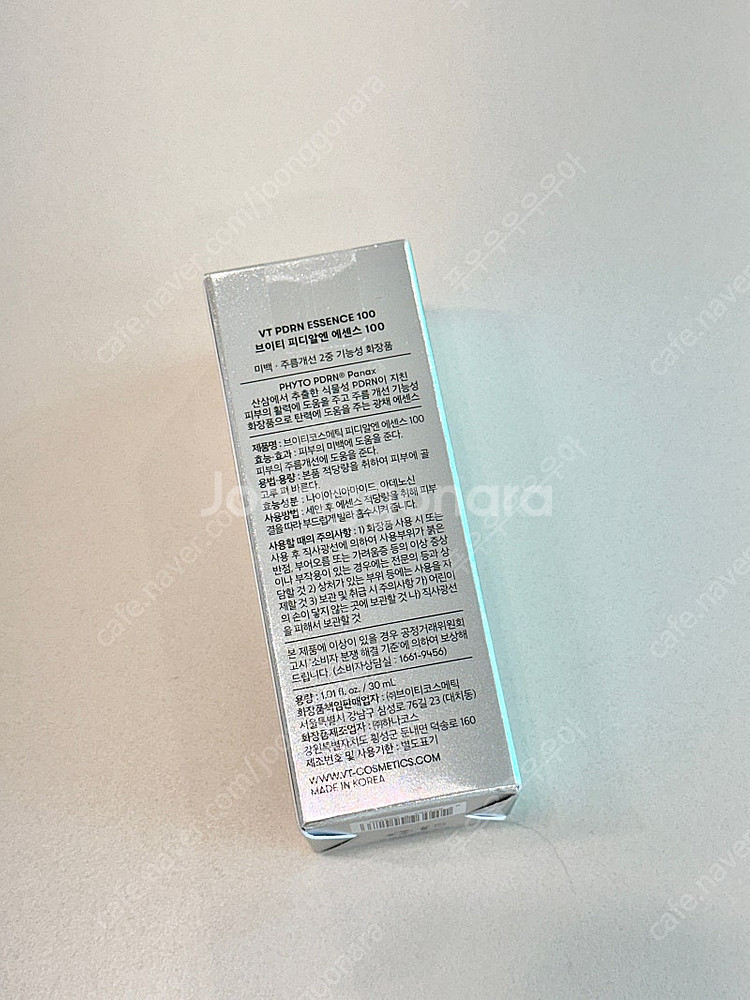 VT PDRN ESSENCE 100
브이티 피디알엔 에센스 100
미백 · 주름개선 2중 기능성 화장품
PHYTO PDRN® Panax
산삼에서 추출한 식물성 PDRN이 지친
피부의 활력에 도움을 주고 주름 개선 기능성
화장품으로 탄력에 도움을 주는 광채 에센스
제품명 : 브이티코스메틱 피디알엔 에센스 100
효능·효과 : 피부의 미백에 도움을 준다.
피부의 주름개선에 도움을 준다.
용법·용량 : 본품 적당량을 취하여 피부에 골
고루 펴 바른다.
효능성분 : 나이아신아마이드, 아데노신
사용방법 : 세안 후 에센스 적당량을 취해 피부
결을 따라 부드럽게 발라 흡수시켜 줍니다.
사용할 때의 주의사항 : 1) 화장품 사용 시 또는
사용 후 직사광선에 의하여 사용부위가 붉은
반점, 부어오름 또는 가려움증 등의 이상 증상
이나 부작용이 있는 경우에는 전문의 등과 상
담할 것 2) 상처가 있는 부위 등에는 사용을 자
제할 것 3) 보관 및 취급 시 주의사항 가) 어린이
의 손이 닿지 않는 곳에 보관할 것 나) 직사광선
을 피해서 보관할 것
본 제품에 이상이 있을 경우 공정거래위원회
고시 '소비자 분쟁 해결 기준'에 의하여 보상해
드립니다. (소비자상담실 : 1661-9456)
용량 : 1.01 fl. oz. / 30 mL
화장품책임판매업자 : ㈜브이티코스메틱
서울특별시 강남구 삼성로 76길 23 (대치동)
화장품제조업자 : ㈜하나코스
강원특별자치도 횡성군 둔내면 덕송로 160
제조번호 및 사용기한 : 별도표기
WWW.VT-COSMETICS.COM
MADE IN KOREA
Joonggonara
cafe.naver.com/joonggonara